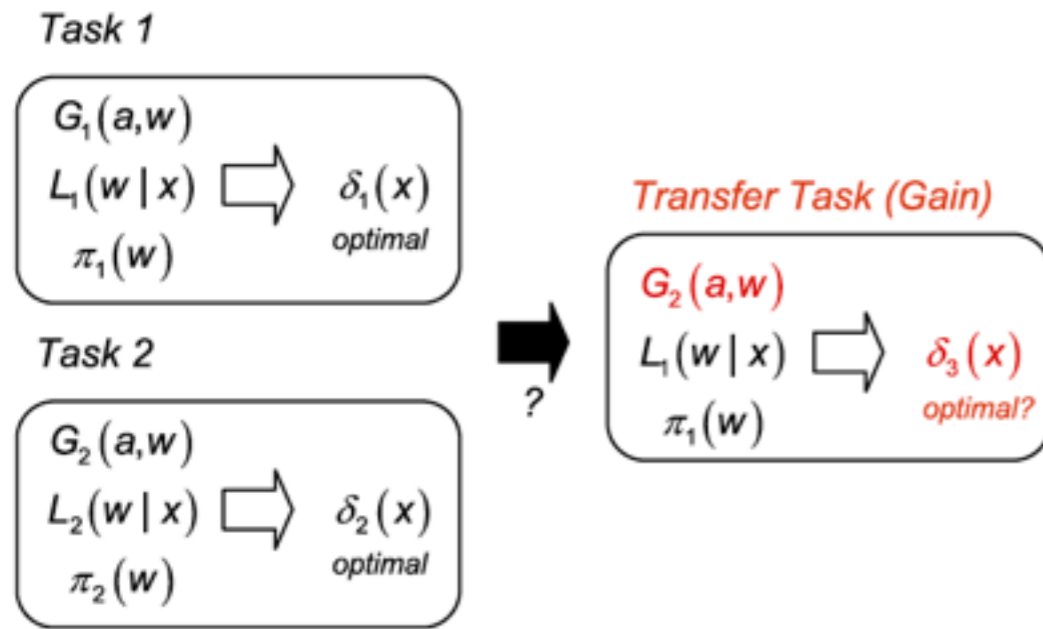 Task 1
G₁(a,w)
L₁(w | x) δ₁(x)
optimal
π₁(w)
Task 2
G₂(a,w)
L₂(w | x) δ₂(x)
optimal
π₂(w)
?
Transfer Task (Gain)
G₂(a,w)
L₁(w | x) δ₃(x)
optimal?
π₁(w)